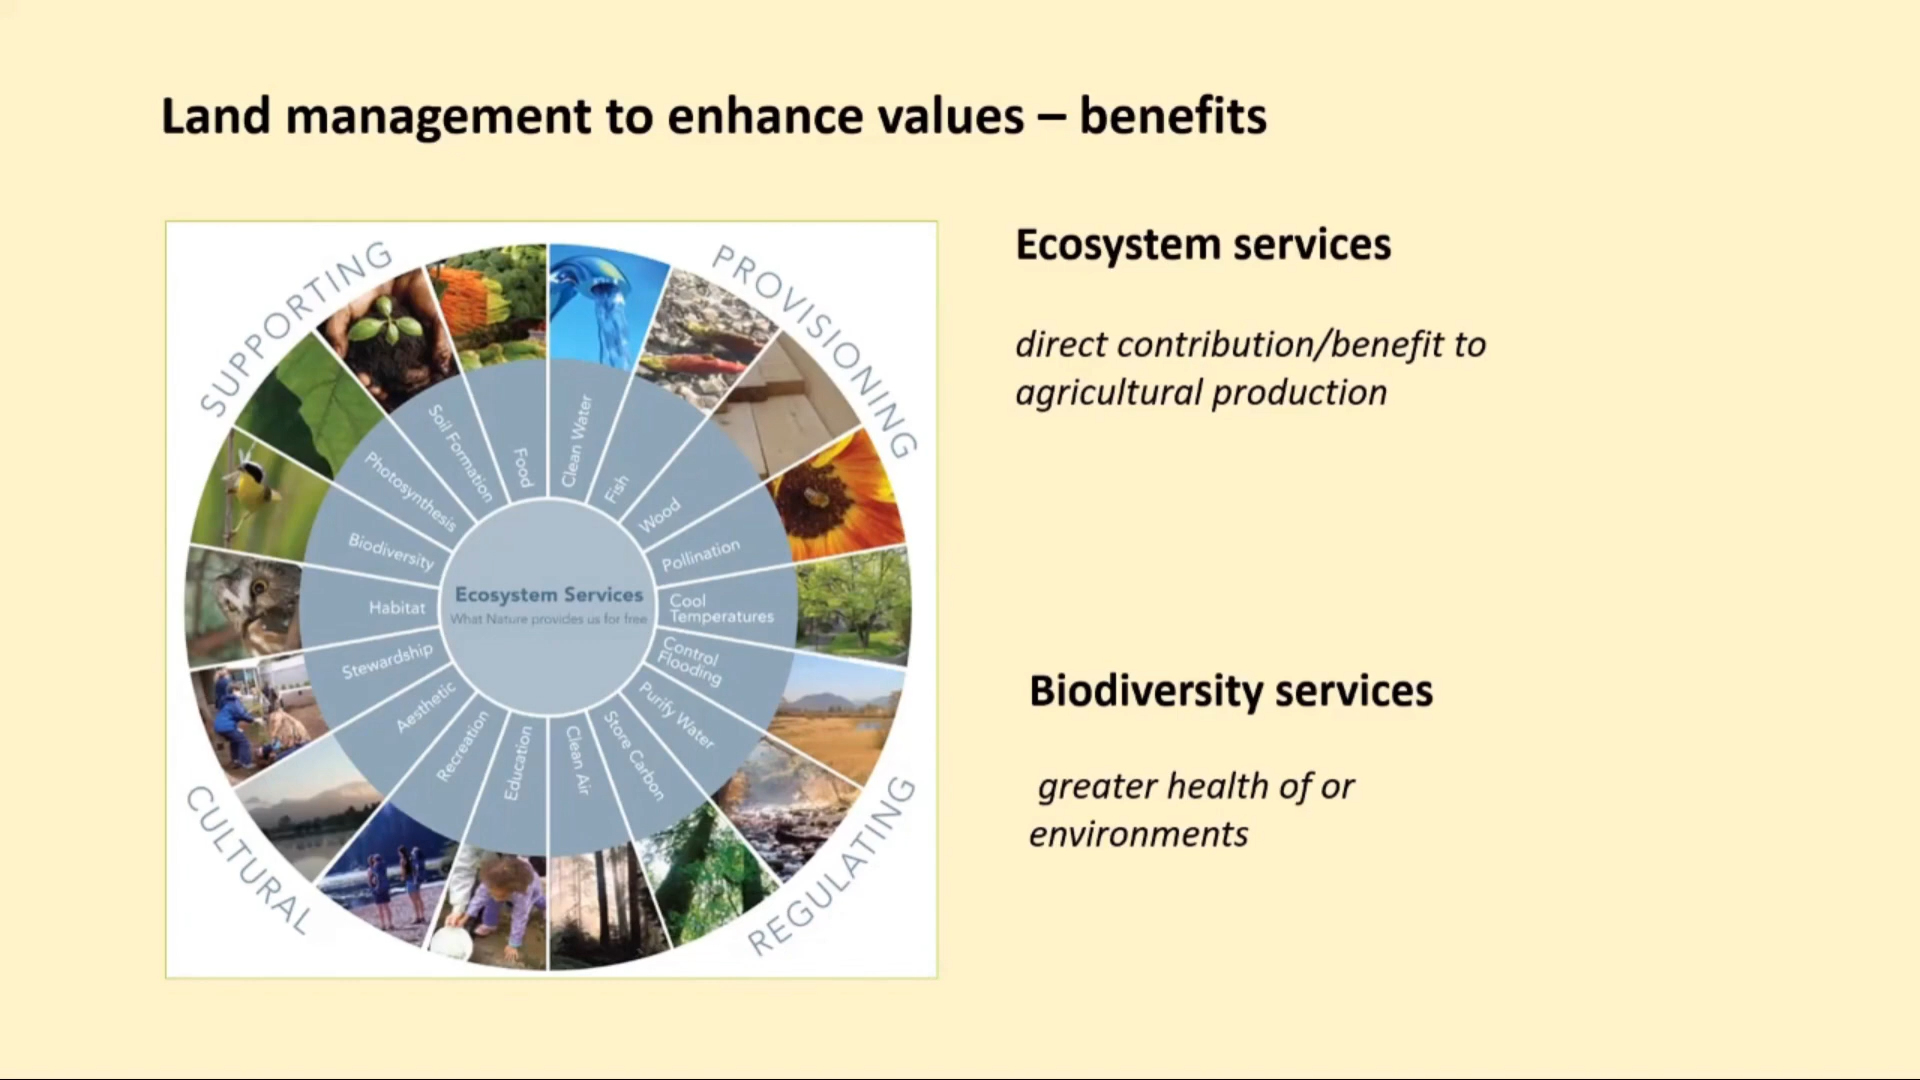 Land management to enhance values – benefits
SUPPORTING
PROVISIONING
CULTURAL
REGULATING
Food
Clean Water
Fish
Wood
Pollination
Cool
Temperatures
Control
Flooding
Purify Water
Store Carbon
Clean Air
Education
Recreation
Aesthetic
Stewardship
Habitat
Biodiversity
Photosynthesis
Soil Formation
Ecosystem Services
What Nature provides us for free
Ecosystem services
direct contribution/benefit to
agricultural production
Biodiversity services
greater health of or
environments